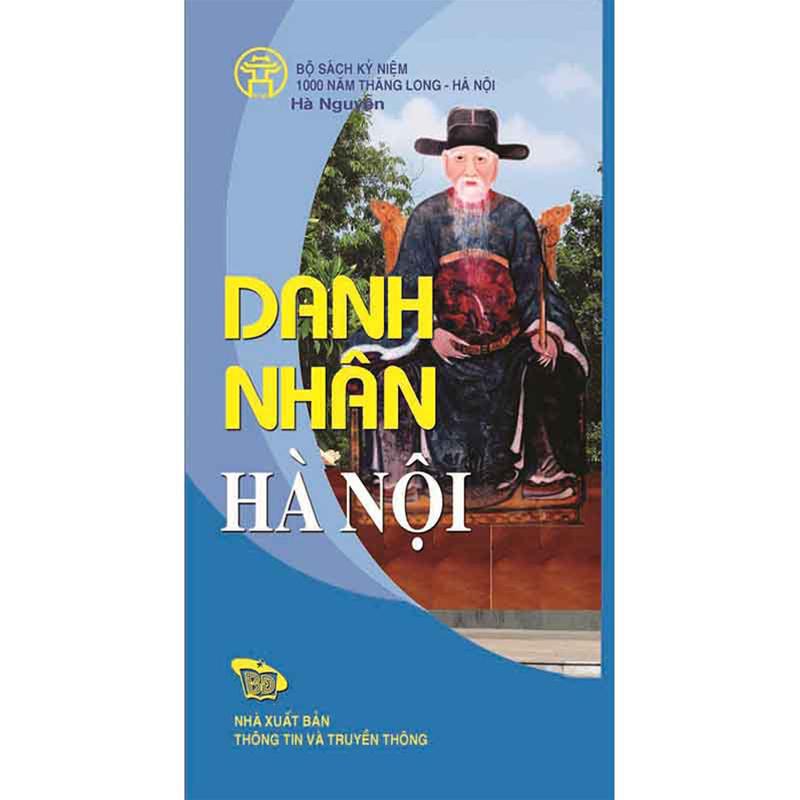 BỘ SÁCH KỶ NIỆM
1000 NĂM THĂNG LONG - HÀ NỘI
Hà Nguyễn
DANH
NHÂN
HÀ NỘI
BĐ
NHÀ XUẤT BẢN
THÔNG TIN VÀ TRUYỀN THÔNG